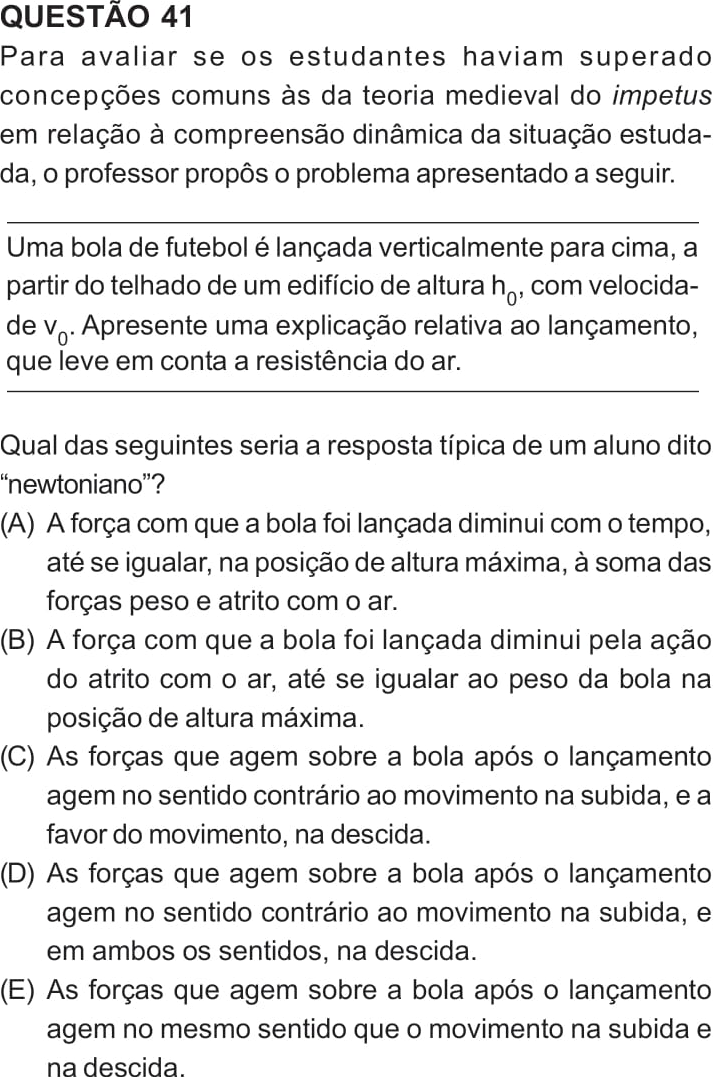 QUESTÃO 41
Para avaliar se os estudantes haviam superado
concepções comuns às da teoria medieval do impetus
em relação à compreensão dinâmica da situação estuda-
da, o professor propôs o problema apresentado a seguir.
Uma bola de futebol é lançada verticalmente para cima, a
partir do telhado de um edifício de altura h0, com velocida-
de v0. Apresente uma explicação relativa ao lançamento,
que leve em conta a resistência do ar.
Qual das seguintes seria a resposta típica de um aluno dito
“newtoniano”?
(A) A força com que a bola foi lançada diminui com o tempo,
até se igualar, na posição de altura máxima, à soma das
forças peso e atrito com o ar.
(B) A força com que a bola foi lançada diminui pela ação
do atrito com o ar, até se igualar ao peso da bola na
posição de altura máxima.
(C) As forças que agem sobre a bola após o lançamento
agem no sentido contrário ao movimento na subida, e a
favor do movimento, na descida.
(D) As forças que agem sobre a bola após o lançamento
agem no sentido contrário ao movimento na subida, e
em ambos os sentidos, na descida.
(E) As forças que agem sobre a bola após o lançamento
agem no mesmo sentido que o movimento na subida e
na descida.